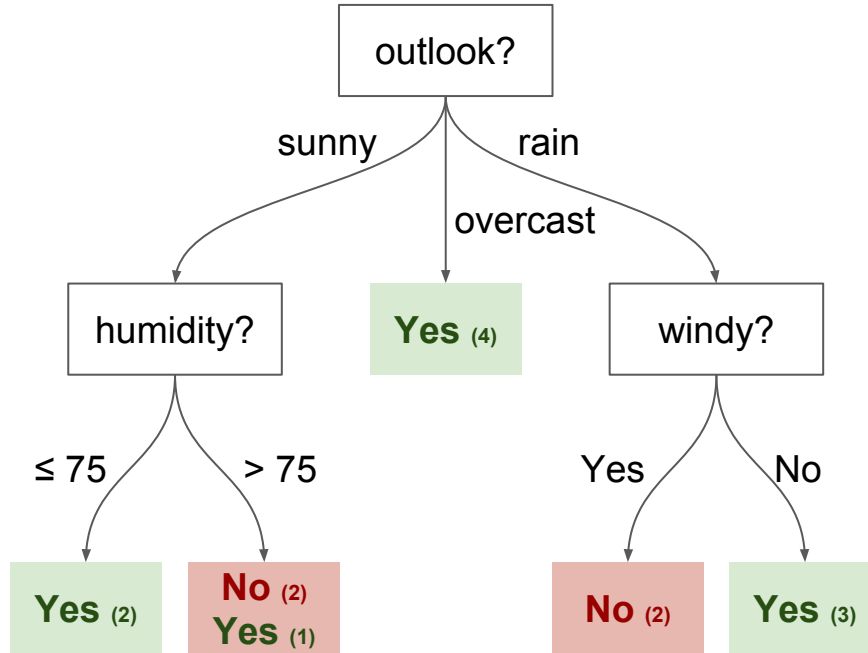 outlook?
sunny
rain
overcast
humidity?
Yes (4)
windy?
≤ 75
> 75
Yes
No
Yes (2)
No (2)
Yes (1)
No (2)
Yes (3)